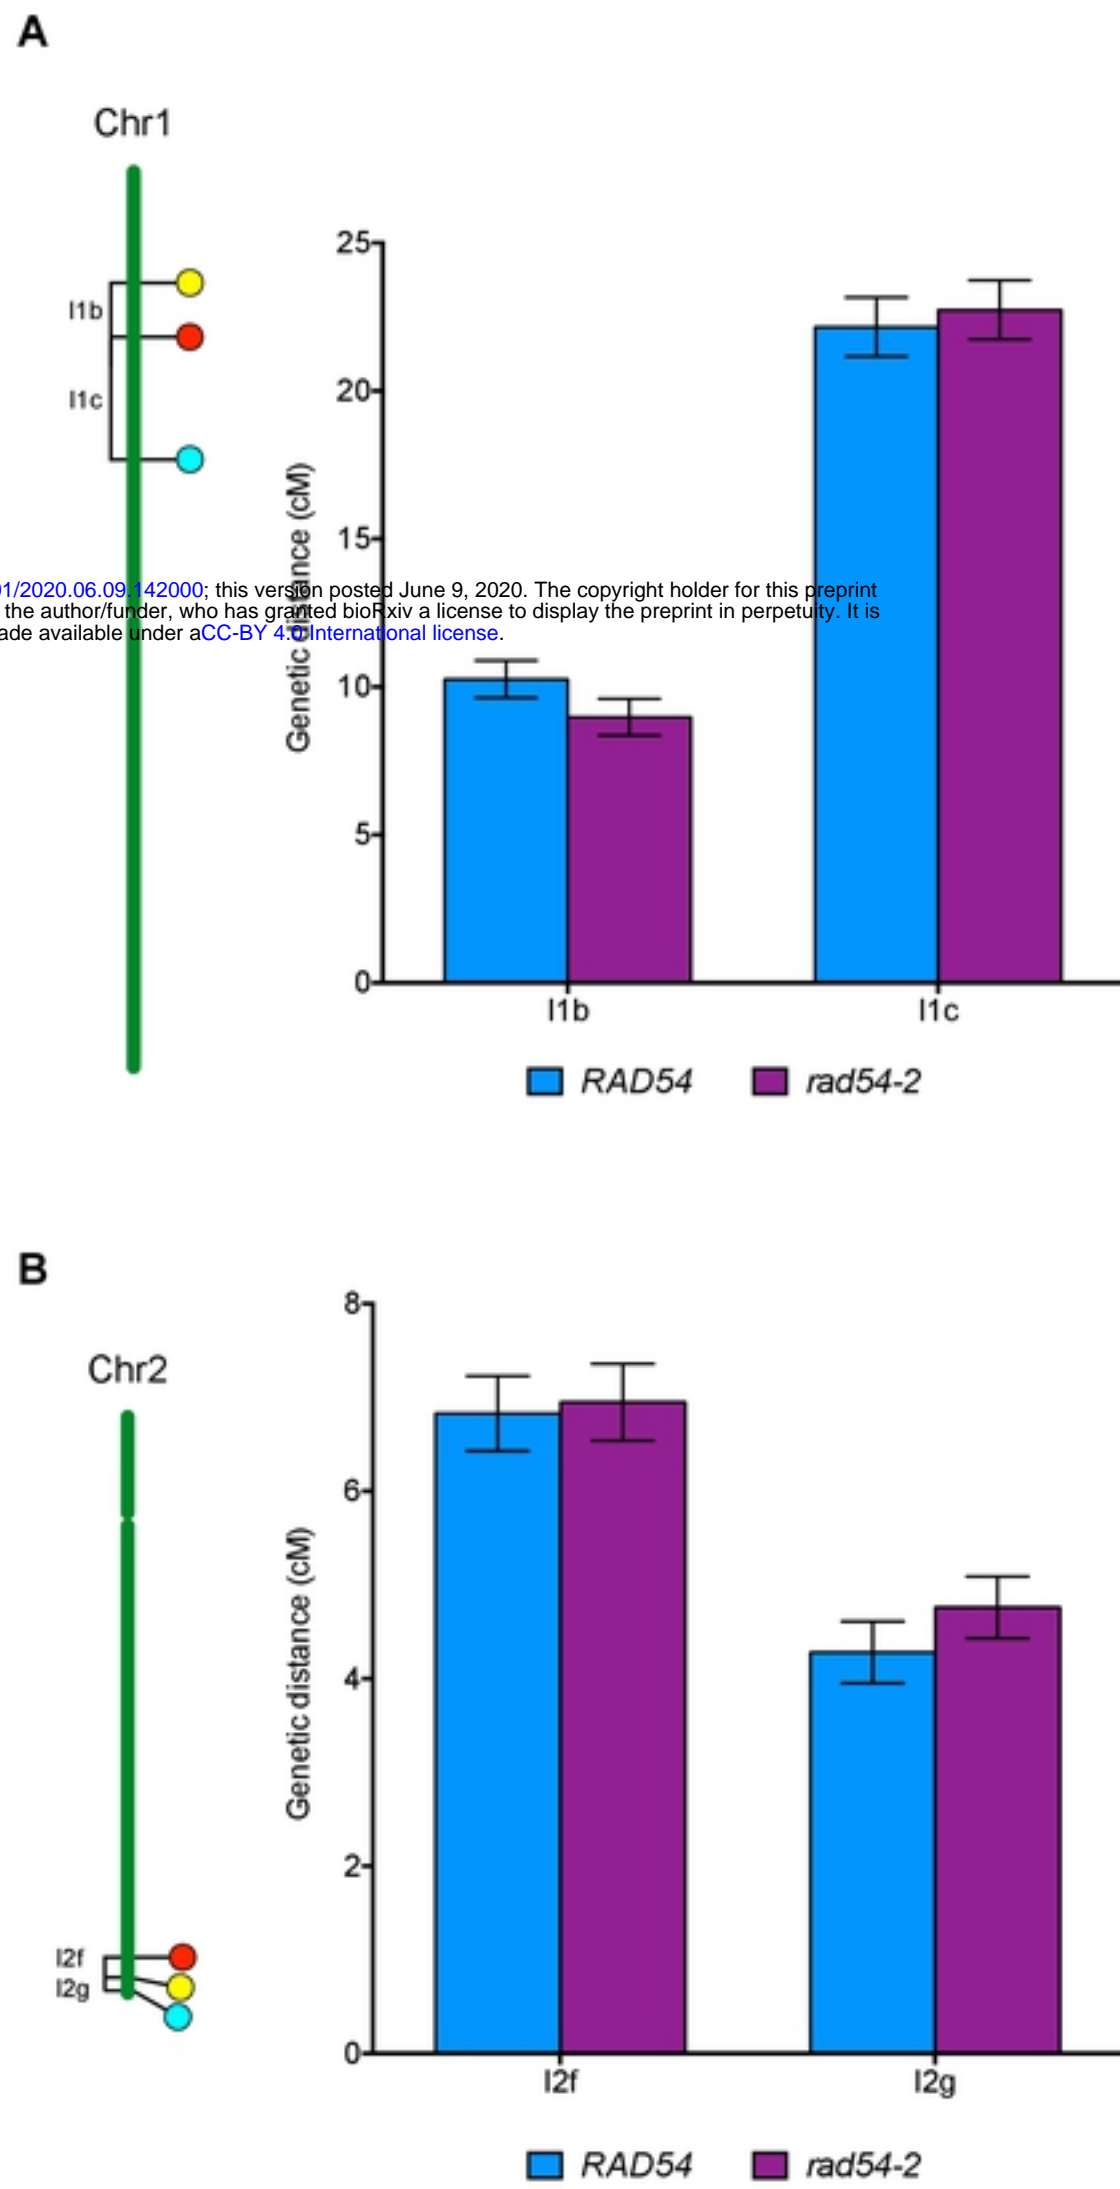 A
Chr1
I1b
I1c
25
20
15
10
5
0
Genetic distance (cM)
01/2020.06.09.142000; this version posted June 9, 2020. The copyright holder for this preprint
the author/funder, who has granted bioRxiv a license to display the preprint in perpetuity. It is
ade available under aCC-BY 4.0 International license.
I1b
I1c
RAD54
rad54-2
B
Chr2
I2f
I2g
8
6
4
2
0
Genetic distance (cM)
I2f
I2g
RAD54
rad54-2